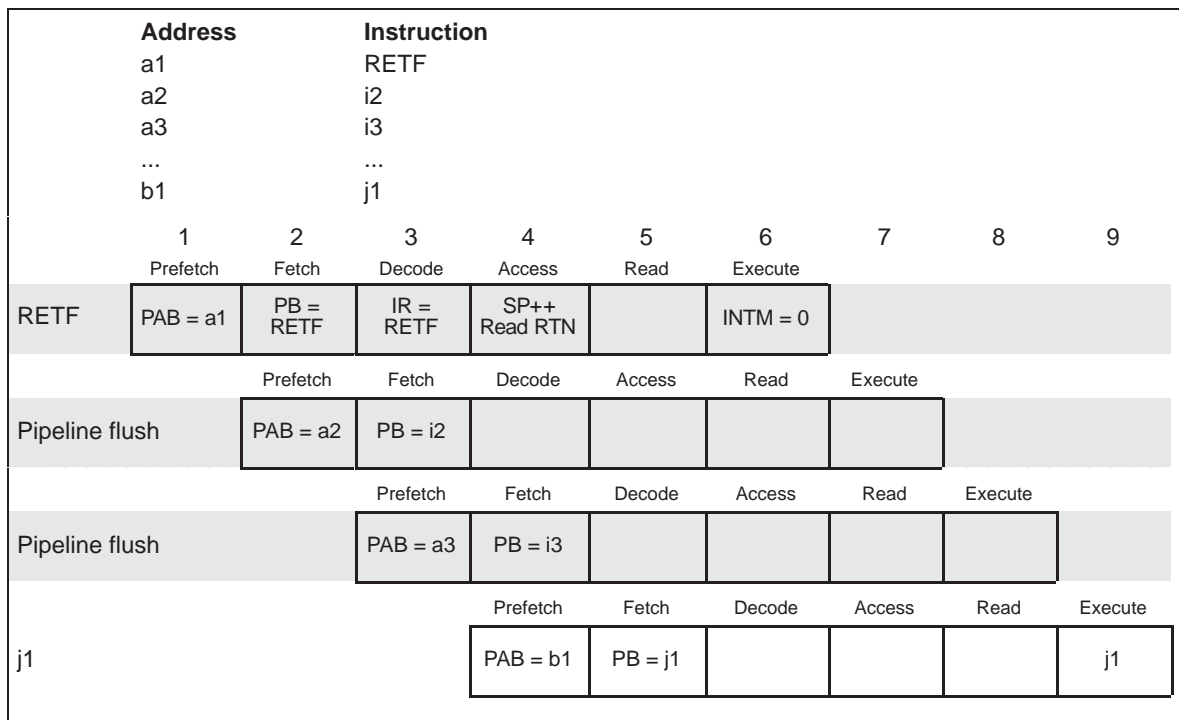 Address Instruction
a1 RETF
a2 i2
a3 i3
... ...
b1 j1
1 2 3 4 5 6 7 8 9
Prefetch Fetch Decode Access Read Execute
RETF PAB = a1 PB = RETF IR = RETF SP++ Read RTN INTM = 0
Prefetch Fetch Decode Access Read Execute
Pipeline flush PAB = a2 PB = i2
Prefetch Fetch Decode Access Read Execute
Pipeline flush PAB = a3 PB = i3
Prefetch Fetch Decode Access Read Execute
j1 PAB = b1 PB = j1 j1